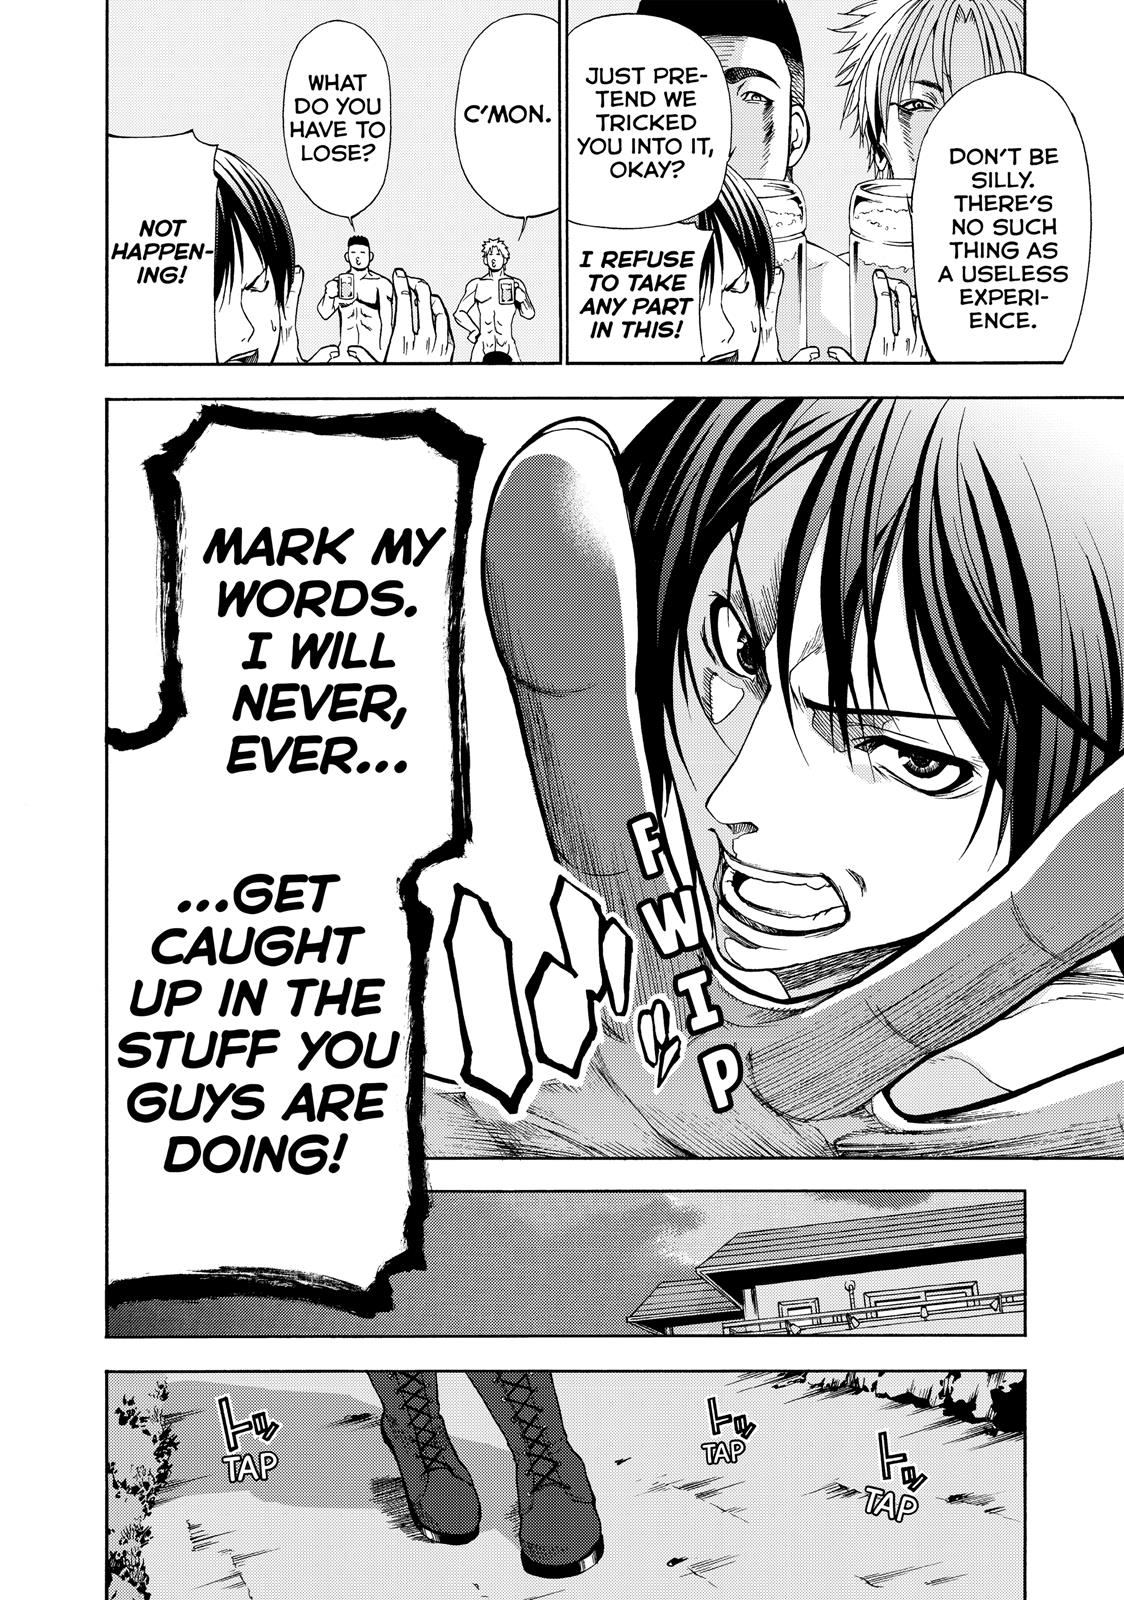 DON'T BE
SILLY.
THERE'S
NO SUCH
THING AS
A USELESS
EXPERI-
ENCE.
JUST PRE-
TEND WE
TRICKED
YOU INTO IT,
OKAY?
I REFUSE
TO TAKE
ANY PART
IN THIS!
C'MON.
WHAT
DO YOU
HAVE TO
LOSE?
NOT
HAPPEN-
ING!
MARK MY
WORDS.
I WILL
NEVER,
EVER...
...GET
CAUGHT
UP IN THE
STUFF YOU
GUYS ARE
DOING!
FWIP
トッ
TAP
トッ
TAP
トッ
TAP